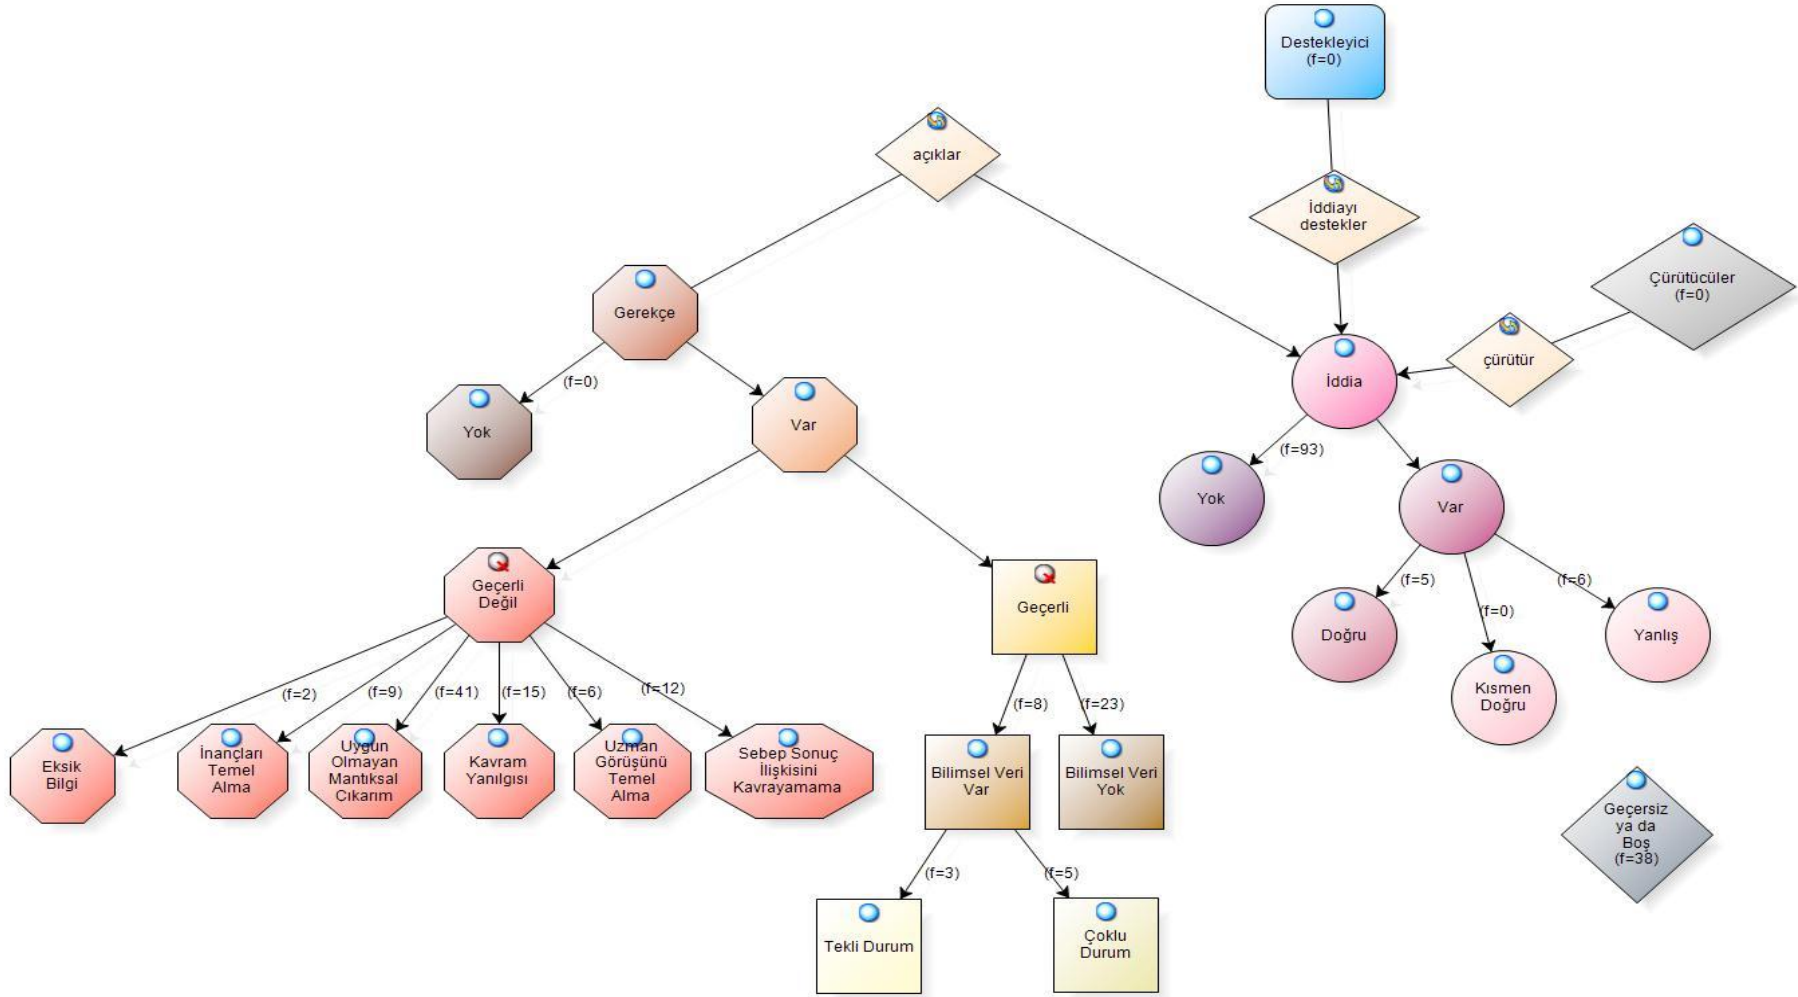 Destekleyici
(f=0)
açıklar
İddiayı
destekler
Çürütücüler
(f=0)
Gerekçe
çürütür
İddia
(f=0)
Yok
Var
(f=93)
Yok
Var
Geçerli
Değil
Geçerli
(f=5)
(f=0)
(f=6)
Doğru
Yanlış
Kısmen
Doğru
(f=2)
(f=9)
(f=41)
(f=15)
(f=6)
(f=12)
(f=8)
(f=23)
Eksik
Bilgi
İnançları
Temel
Alma
Uygun
Olmayan
Mantıksal
Cıkarım
Kavram
Yanılgısı
Uzman
Görüşünü
Temel
Alma
Sebep Sonuç
İlişkisini
Kavrayamama
Bilimsel Veri
Var
Bilimsel Veri
Yok
Geçersiz
ya da
Boş
(f=38)
(f=3)
(f=5)
Tekli Durum
Çoklu
Durum